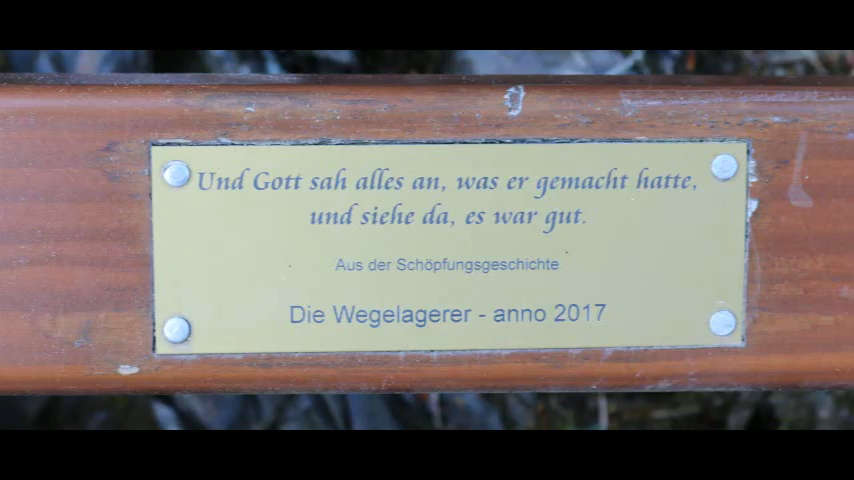 Und Gott sah alles an, was er gemacht hatte,
und siehe da, es war gut.
Aus der Schöpfungsgeschichte
Die Wegelagerer - anno 2017